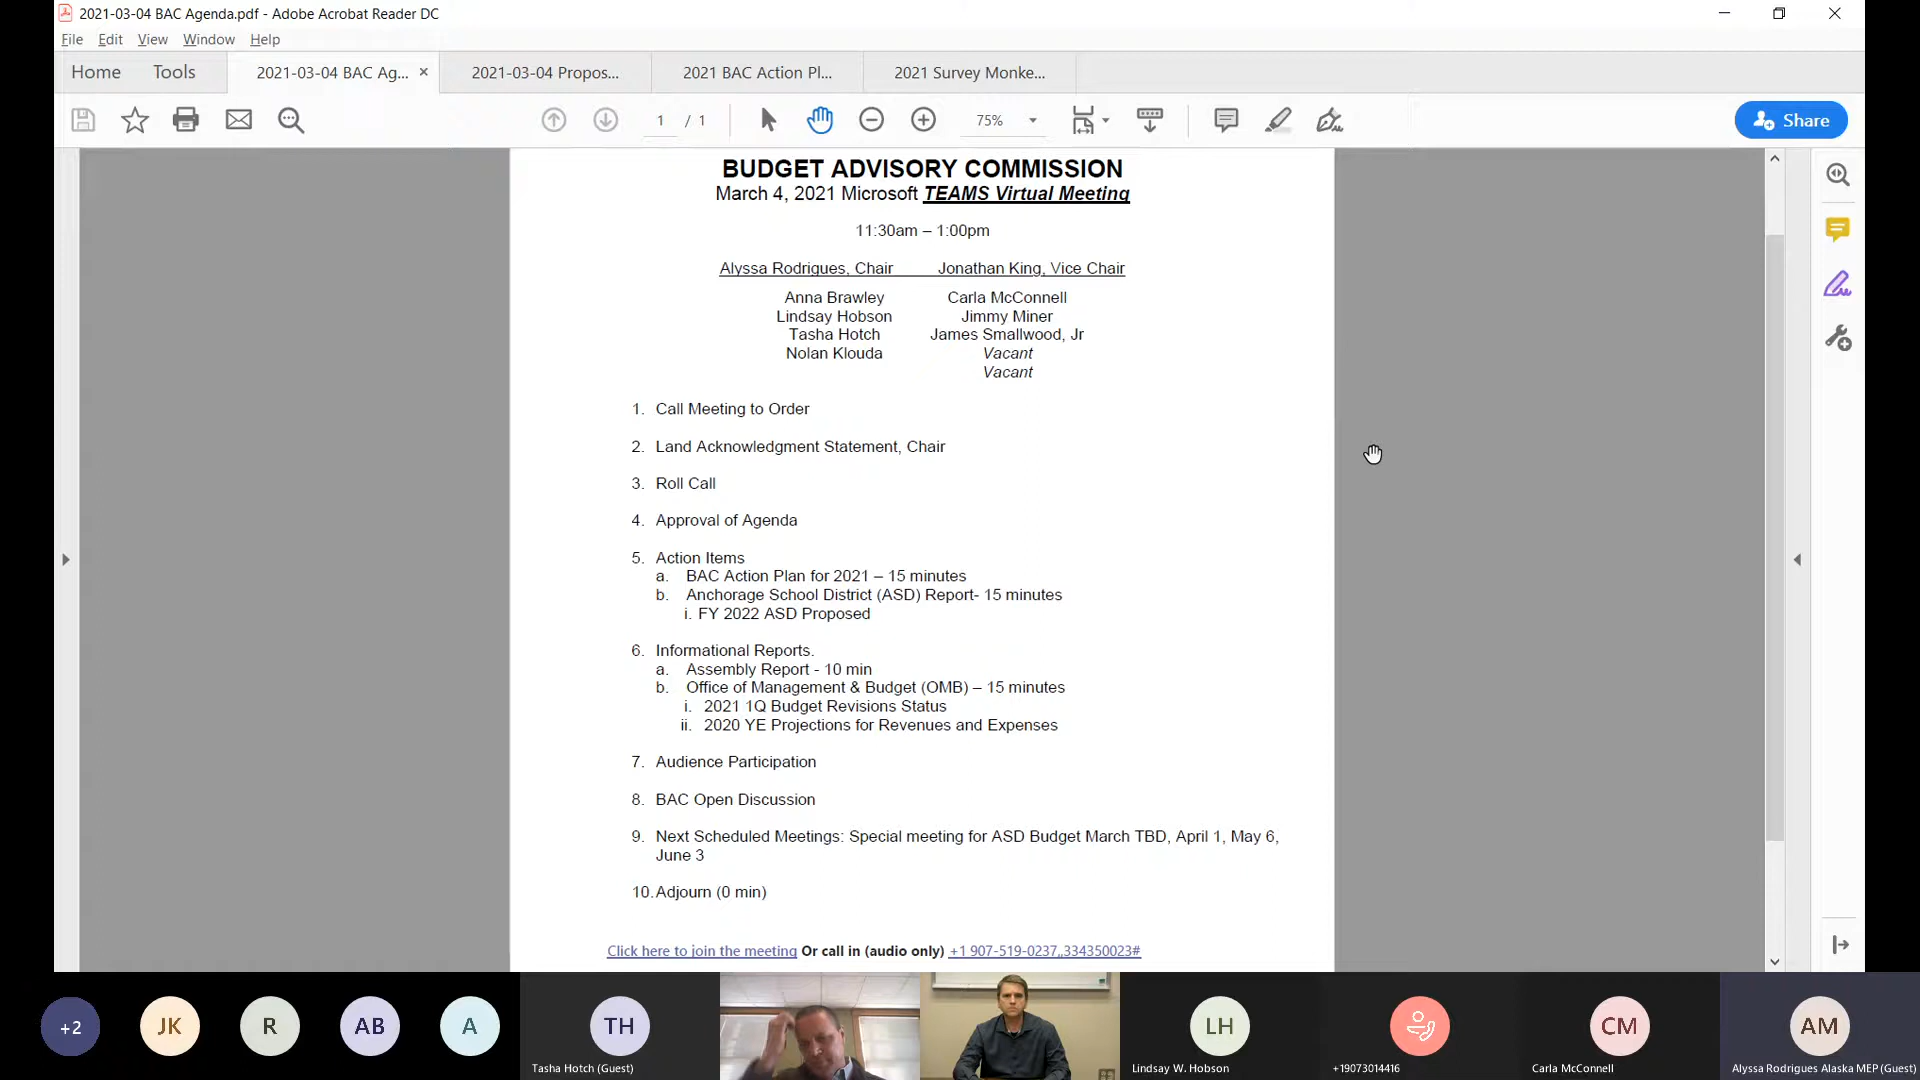 2021-03-04 BAC Agenda.pdf - Adobe Acrobat Reader DC
File Edit View Window Help
Home Tools 2021-03-04 BAC Ag... × 2021-03-04 Propos... 2021 BAC Action Pl... 2021 Survey Monke...
1 / 1 75% Share
BUDGET ADVISORY COMMISSION
March 4, 2021 Microsoft TEAMS Virtual Meeting
11:30am – 1:00pm
Alyssa Rodrigues, Chair Jonathan King, Vice Chair
Anna Brawley Carla McConnell
Lindsay Hobson Jimmy Miner
Tasha Hotch James Smallwood, Jr
Nolan Klouda Vacant
Vacant
1. Call Meeting to Order
2. Land Acknowledgment Statement, Chair
3. Roll Call
4. Approval of Agenda
5. Action Items
a. BAC Action Plan for 2021 – 15 minutes
b. Anchorage School District (ASD) Report- 15 minutes
i. FY 2022 ASD Proposed
6. Informational Reports.
a. Assembly Report - 10 min
b. Office of Management & Budget (OMB) – 15 minutes
i. 2021 1Q Budget Revisions Status
ii. 2020 YE Projections for Revenues and Expenses
7. Audience Participation
8. BAC Open Discussion
9. Next Scheduled Meetings: Special meeting for ASD Budget March TBD, April 1, May 6,
June 3
10. Adjourn (0 min)
Click here to join the meeting Or call in (audio only) +1 907-519-0237,,334350023#
+2 JK R AB A TH LH CM AM
Tasha Hotch (Guest) Lindsay W. Hobson +19073014416 Carla McConnell Alyssa Rodrigues Alaska MEP (Guest)